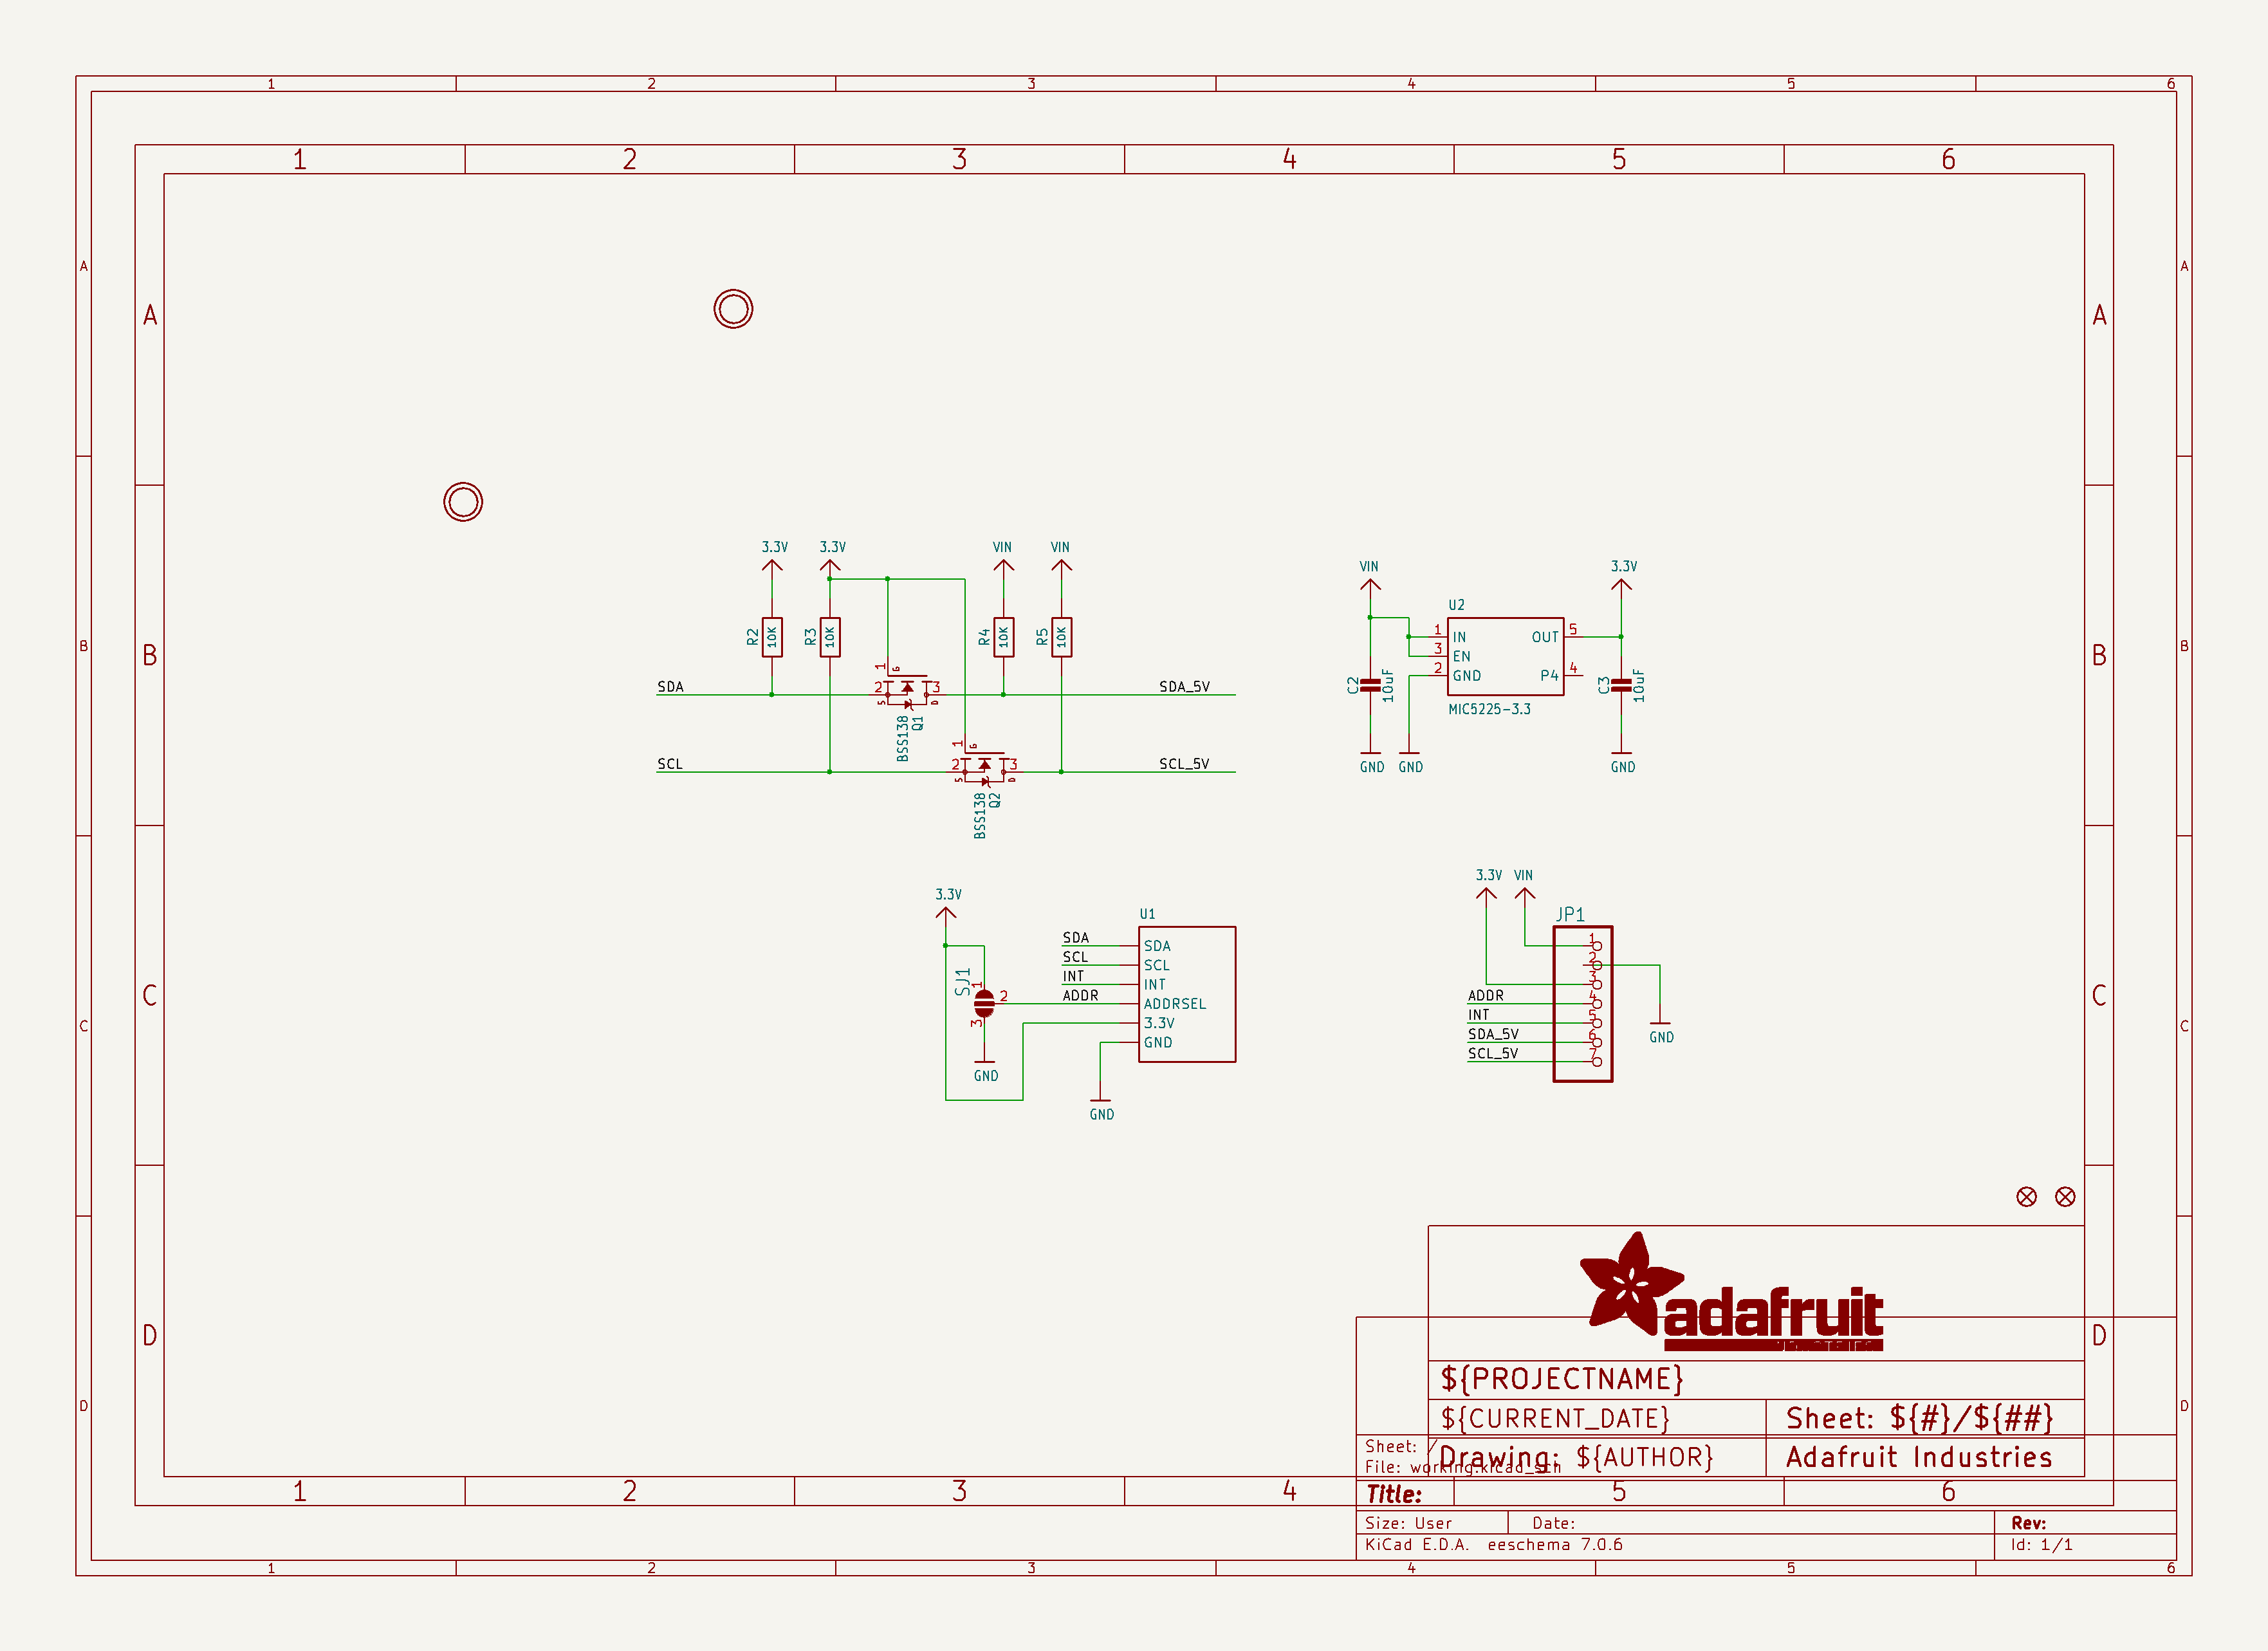 1 2 3 4 5 6
1 2 3 4 5 6
A A
A A
3.3V 3.3V VIN VIN
VIN 3.3V
U2
R2 10K R3 10K R4 10K R5 10K
1 IN OUT 5
3 EN
2 GND P4 4
MIC5225-3.3
C2 10uF C3 10uF
GND GND GND
B B
B B
SDA 1 G 2 3 S D SDA_5V
BSS138 Q1
SCL 1 G 2 3 S D SCL_5V
BSS138 Q2
3.3V
U1
SDA SDA
SCL SCL
INT INT
SJ1 1 2 3 ADDR ADDRSEL
3.3V
GND
GND
GND
3.3V VIN
JP1
1
2
3
ADDR 4
INT 5
SDA_5V 6
SCL_5V 7
GND
C C
C C
adafruit
D D
${PROJECTNAME}
${CURRENT_DATE} Sheet: ${#}/${##}
Drawing: ${AUTHOR} Adafruit Industries
D D
Sheet: /
File: working.kicad_sch
1 2 3 4 5 6
Title:
Size: User Date: Rev:
KiCad E.D.A. eeschema 7.0.6 Id: 1/1
1 2 3 4 5 6